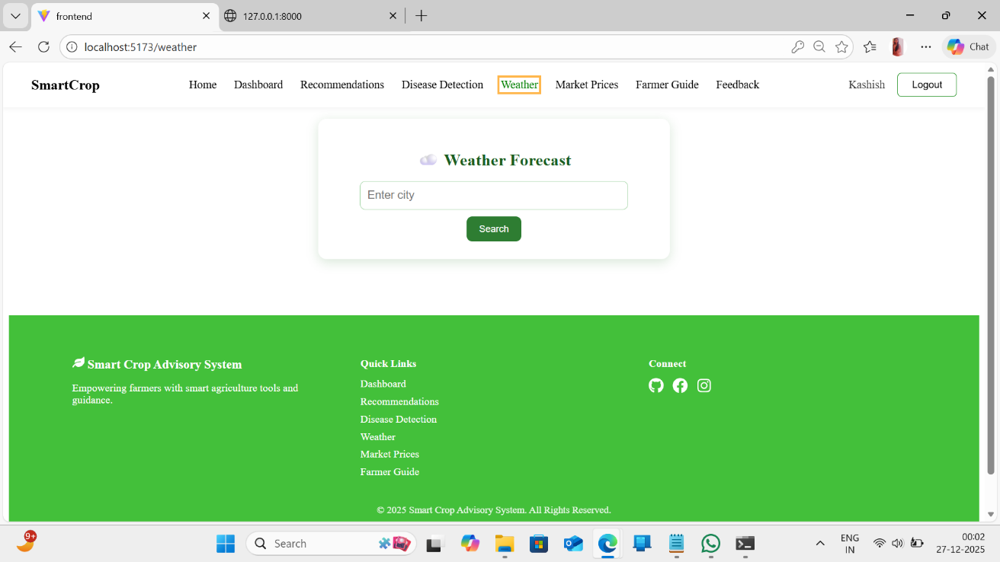 frontend
127.0.0.1:8000
localhost:5173/weather
Chat
SmartCrop
Home
Dashboard
Recommendations
Disease Detection
Weather
Market Prices
Farmer Guide
Feedback
Kashish
Logout
Weather Forecast
Enter city
Search
Smart Crop Advisory System
Empowering farmers with smart agriculture tools and
guidance.
Quick Links
Dashboard
Recommendations
Disease Detection
Weather
Market Prices
Farmer Guide
Connect
© 2025 Smart Crop Advisory System. All Rights Reserved.
9+
Search
ENG
IN
00:02
27-12-2025